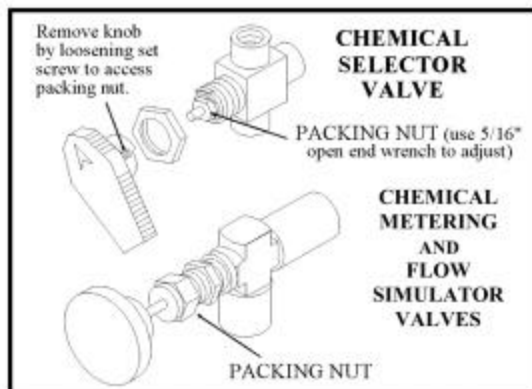 Remove knob
by loosening set
screw to access
packing nut.
CHEMICAL
SELECTOR
VALVE
PACKING NUT (use 5/16"
open end wrench to adjust)
CHEMICAL
METERING
AND
FLOW
SIMULATOR
VALVES
PACKING NUT